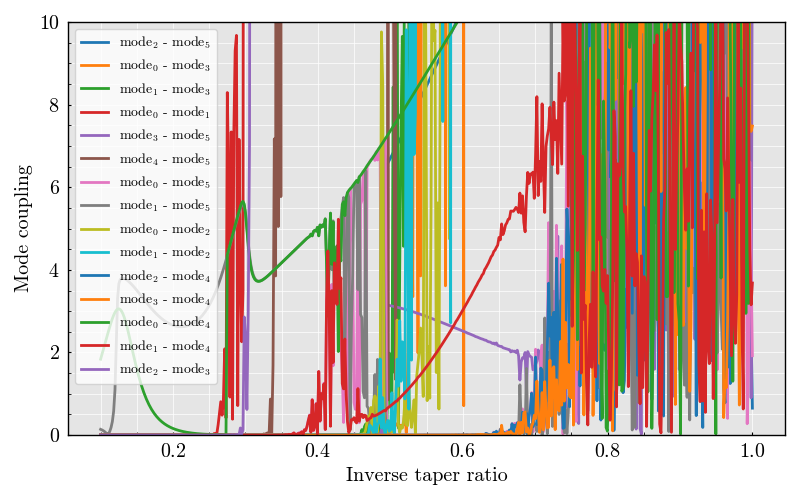 10
8
6
4
2
0
Mode coupling
mode₂ - mode₅
mode₀ - mode₃
mode₁ - mode₃
mode₀ - mode₁
mode₃ - mode₅
mode₄ - mode₅
mode₀ - mode₅
mode₁ - mode₅
mode₀ - mode₂
mode₁ - mode₂
mode₂ - mode₄
mode₃ - mode₄
mode₀ - mode₄
mode₁ - mode₄
mode₂ - mode₃
0.2 0.4 0.6 0.8 1.0
Inverse taper ratio